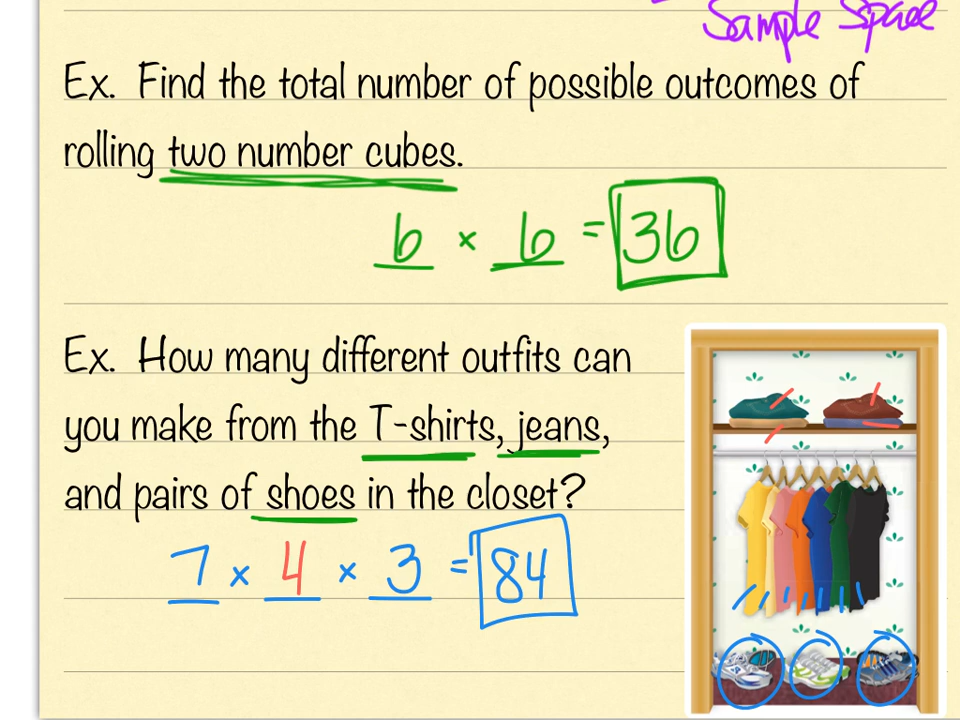 Sample Space
Ex. Find the total number of possible outcomes of
rolling two number cubes.
6 × 6 = 36
Ex. How many different outfits can
you make from the T-shirts, jeans,
and pairs of shoes in the closet?
7 × 4 × 3 = 84